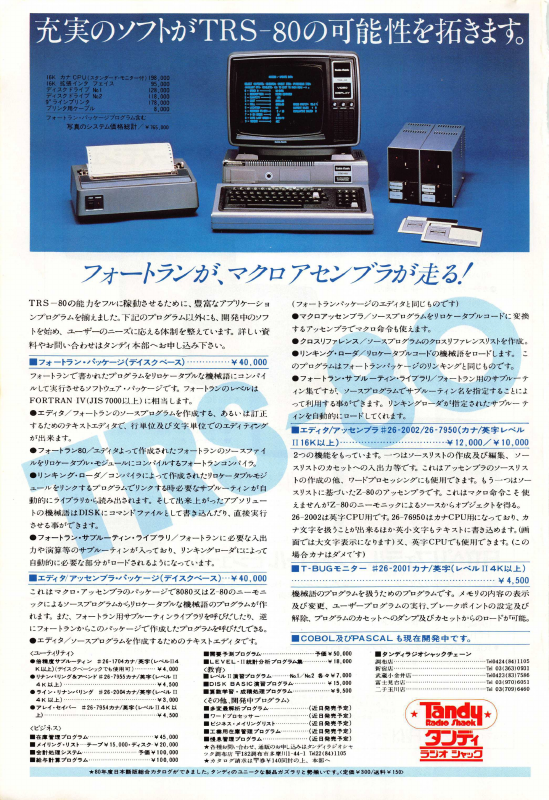 充実のソフトがTRS-80の可能性を拓きます。
16K カナCPU(スタンダード・モニター付)198,000
16K 拡張インタ フェイス 95,000
ディスクドライブ No.1 128,000
ディスクドライブ No.2 118,000
ラインプリンタ 178,000
プリンタ用ケーブル 8,000
フォートラン・パッケージプログラム含む
写真のシステム価格総計／
フォートランが、マクロアセンブラが走る!
TRS-80の能力をフルに稼動させるために、豊富なアプリケーショ
ンプログラムを揃えました。下記のプログラム以外にも、開発中のソフ
トを始め、ユーザーのニーズに応える体制を整えています。詳しい資
料やお問い合わせはタンディ本部へお申し込み下さい。
■フォートラン・パッケージ(ディスクベース)……………¥40,000
フォートランで書かれたプログラムをリロケータブルな機械語にコンパイ
ルして実行させるソフトウェア・パッケージです。フォートランのレベルは
FORTRAN IV(JIS 7000以上)に相当します。
●エディタ/フォートランのソースプログラムを作成する、あるいは訂正
するためのテキストエディタで、行単位及び文字単位でのエディティング
が出来ます。
●フォートラン80／エディタよって作成されたフォートランのソースファイ
ルをリロケータブル・モジュールにコンパイルするフォートランコンパイラ。
●リンキング・ローダ／コンパイラによって作成されたリロケータブルモジ
ュールをリンクするプログラムでリンクする時必要なサブルーティンが自
動的にライブラリから読み出されます。そして出来上がったアブソリュー
トの機械語はDISKにコマンドファイルとして書き込んだり、直接実行
させる事ができます。
●フォートラン・サブルーティン・ライブラリ／フォートランに必要な入出
力や演算等のサブルーティンが入っており、リンキングローダによによって
自動的に必要な部分がロードされるようになっています。
■エディタ/アッセンブラ・パッケージ(ディスクベース)…¥40,000
これはマクロ・アッセンブラのパッケージで8080又はZ-80のニーモニ
ックによるソースプログラムからリロケータブルな機械語のプログラムが作
れます。また、フォートラン用サブルーティンライブラリを呼びだしたり、逆
にフォートランからこのパッケージで作成したプログラムを呼びだしできる。
●エディタ/ソースプログラムを作成するためのテキストエディタです。
(フォートランパッケージのエディタと同じものです)
●マクロアッセンブラ／ソースプログラムをリロケータブルコードに変換
するアッセンブラでマクロ命令も使えます。
●クロスリファレンス／ソースプログラムのクロスリファレンスリストを作成。
●リンキング・ローダ／リロケータブルコードの機械語をロードします。こ
のプログラムはフォートランパッケージのリンキングと同じものです。
●フォートラン・サブルーティン・ライブラリ／フォートラン用のサブルーテ
ィン集ですが、ソースプログラムでサブルーティン名を指定することによ
って利用する事ができます。リンキングローダが指定されたサブルーテ
ィンを自動的にロードしてくれます。
■エディタ/アッセンブラ #26-2002/26-7950(カナ/英字レベル
II16K以上)……………………¥12,000／¥10,000
2つの機能をもっています。一つはソースリストの作成及び編集、ソー
スリストのカセットへの入出力等です。これはアッセンブラのソースリス
トの作成の他、ワードプロセッサーにも使用できます。もう一つはソー
スリストに基づいたZ-80のアセンブラです。これはマクロ命令こそ使
えませんがZ-80のニーモニックによるソースからオブジェクトを得る。
26-2002は英字CPU用です。26-76950はカナCPU用になっており、カ
ナ文字を扱うことが出来るほか英小文字もテキストに書き込めます。(画
面では大文字表示になります)又、英字CPUでも使用できます。(この
場合カナはダメです)
■T-BUGモニター #26-2001カナ/英字(レベルII4K以上)
……………………¥4,500
機械語のプログラムを扱うためのプログラムです。メモリの内容の表示
及び変更、ユーザープログラムの実行、ブレークポイントの設定及び
解除、プログラムのカセットへのダンプ及びカセットからのロードが可能。
■COBOL及びPASCALも現在開発中です。
<ユーティリティ>
●倍精度サブルーティン #26-1704カナ/英字(レベルII4
K以上)(ディスクベースでも使用可)………¥4,000
●リナンバリング&アペンド #26-7955カナ/英字(レベルII
4K以上)………¥4,500
●ライン・リナンバリング #26-2004カナ/英字(レベルII
4K以上)………¥3,000
●アレイ・セイバー #26-7954カナ/英字(レベルII4K以
上)………¥4,500
<ビジネス>
■在庫管理プログラム………¥45,000
■メイリング・リスト・テープ¥15,000・ディスク・¥20,000
■会計処理システム………予価¥100,000
■給与計算プログラム………¥100,000
■需要予測プログラム………予価¥50,000
■LEVEL-II統計分析プログラム集………¥18,000
<教育>
■レベルII演習プログラム………No.1/No.2 各々¥7,000
■DISK BASIC演習プログラム………¥15,000
■算数学習・成績処理プログラム………¥9,500
<その他、開発中プログラム>
■多変量解析プログラム………(近日発売予定)
■ワードプロセッサー………(近日発売予定)
■ビジネス・メイリングリスト………(近日発売予定)
■工業用在庫管理プログラム………(近日発売予定)
■債息管理プログラム………(近日発売予定)
★各種お問い合わせ、通販のお申し込みはタンディラジオシャ
ック調布店 〒182調布市多摩川1-44-1 ℡0424(84)1105
★カタログ請求は〒券¥140同封の上、本部へ
■タンディラジオシャックチェーン
調布店………Tel0424(84)1105
新宿店………Tel 03(363)0931
武蔵小金井店………Tel0423(83)7586
富士見台店………Tel 03(970)6051
二子玉川店………Tel 03(709)6460
Tandy
Radio Shack
タンディ
ラジオ シャック
★80年度日本語版総合カタログができました。タンディのユニークな製品がズラリと勢揃いです。〈定価¥300/送料¥150〉
TRS-80